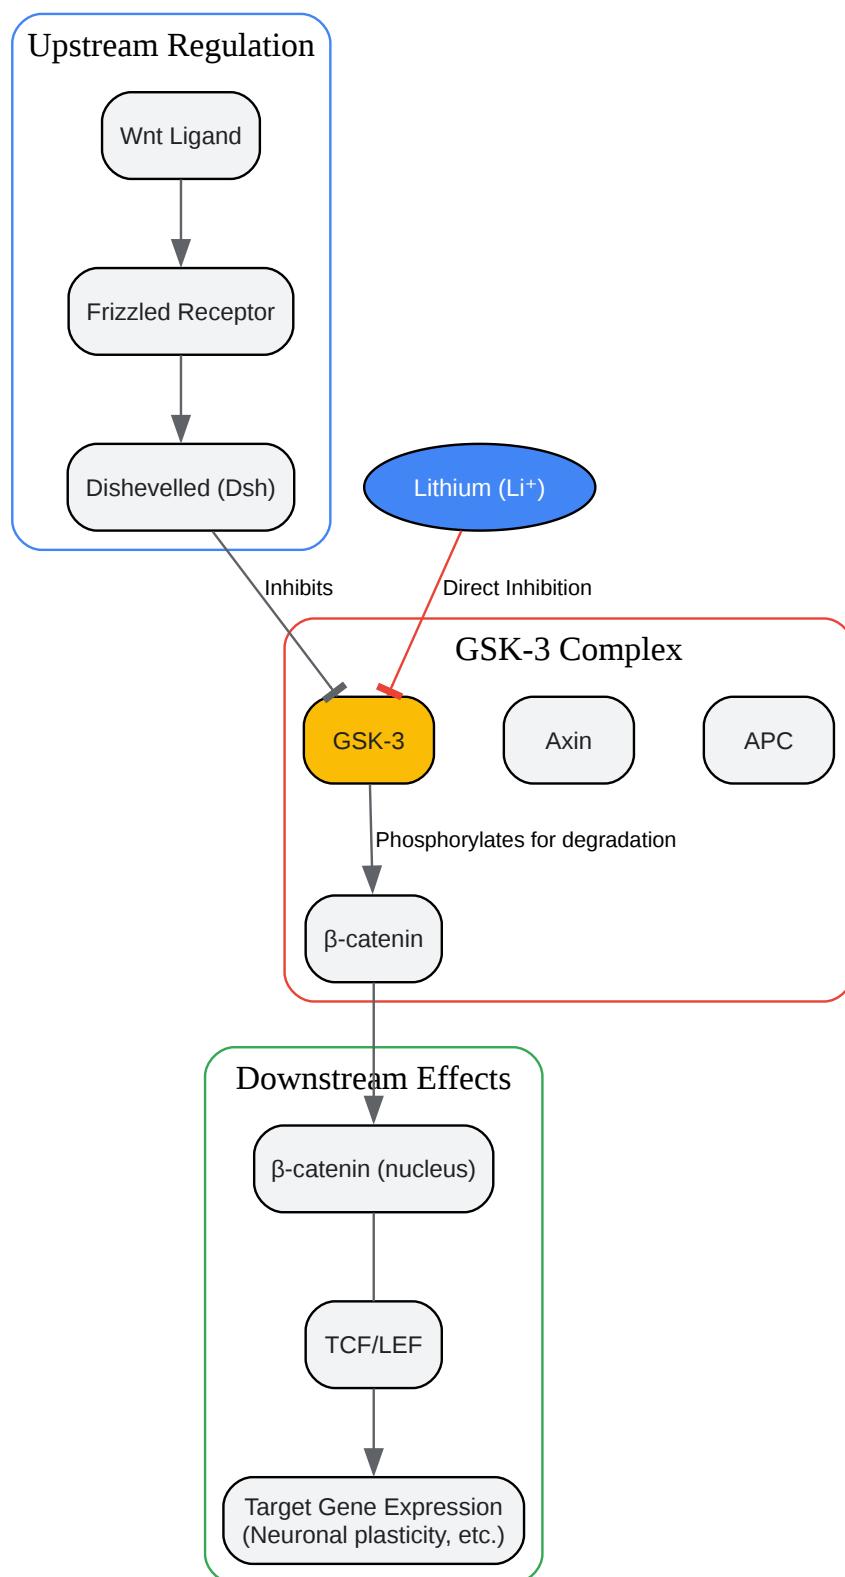 Upstream Regulation
Wnt Ligand
Frizzled Receptor
Dishevelled (Dsh)
Lithium (Li⁺)
Inhibits
Direct Inhibition
GSK-3 Complex
GSK-3
Axin
APC
Phosphorylates for degradation
β-catenin
Downstream Effects
β-catenin (nucleus)
TCF/LEF
Target Gene Expression
(Neuronal plasticity, etc.)